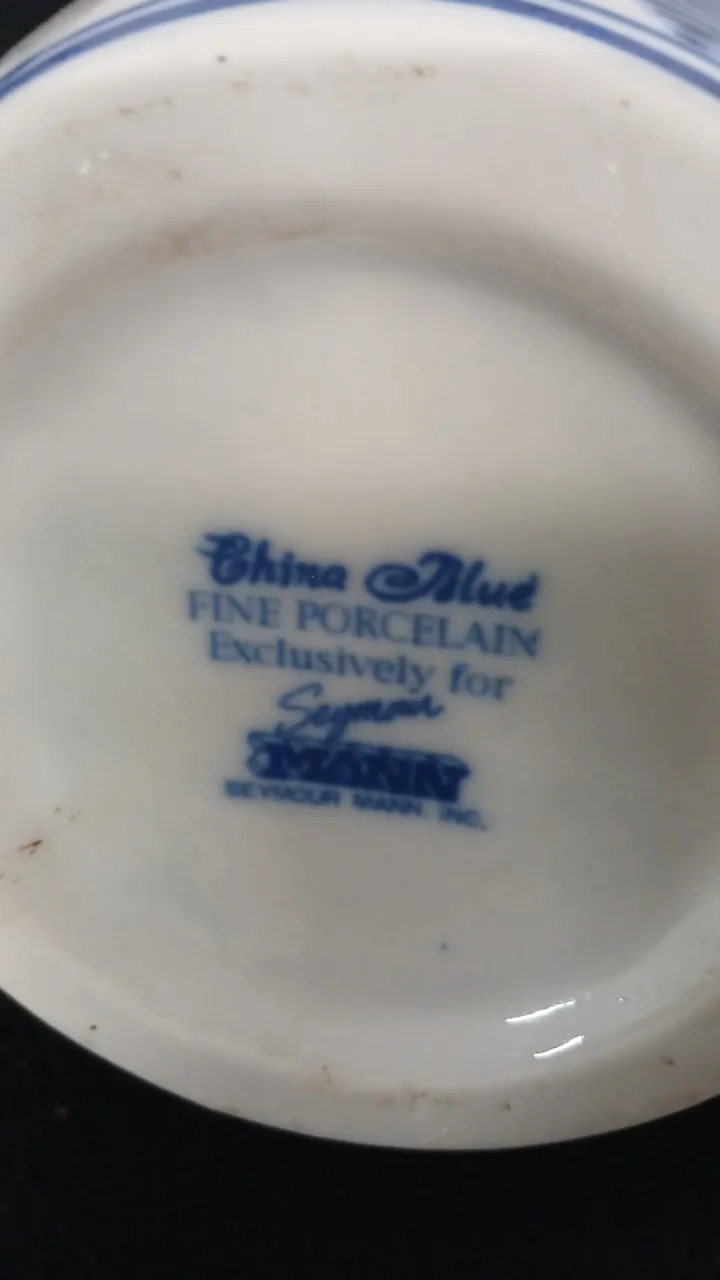 China Blue
FINE PORCELAIN
Exclusively for
Seymour
MANN
SEYMOUR MANN, INC.